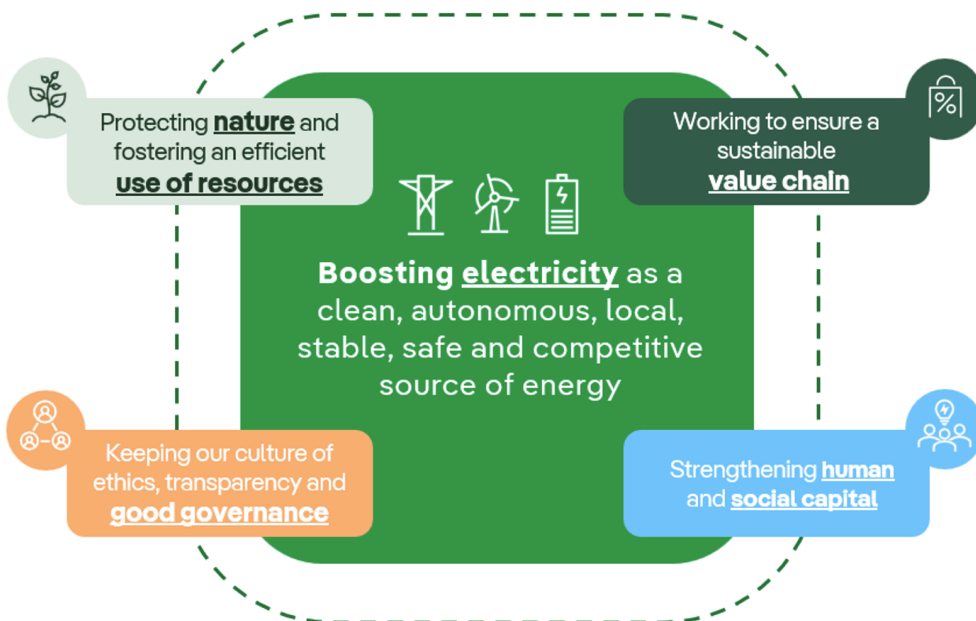 Protecting nature and
fostering an efficient
use of resources
Working to ensure a
sustainable
value chain
%
Boosting electricity as a
clean, autonomous, local,
stable, safe and competitive
source of energy
Keeping our culture of
ethics, transparency and
good governance
Strengthening human
and social capital